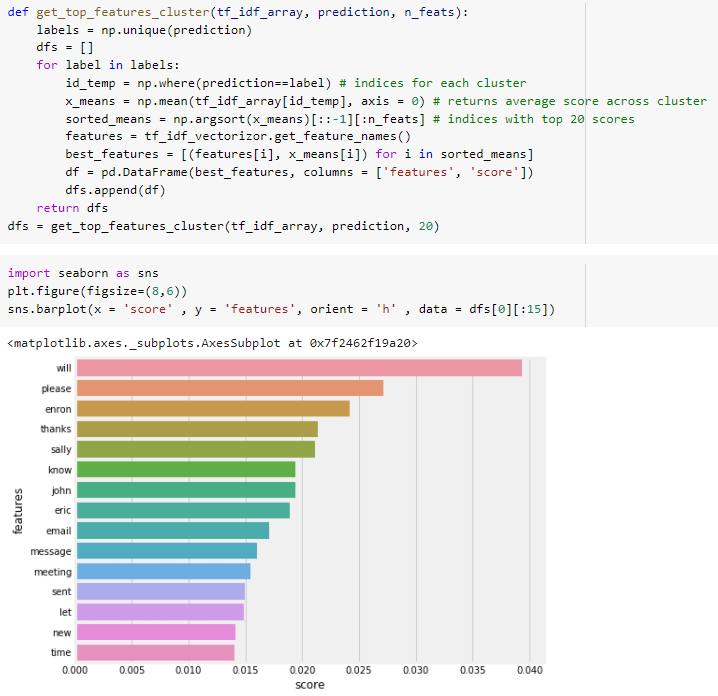 def get_top_features_cluster(tf_idf_array, prediction, n_feats):
    labels = np.unique(prediction)
    dfs = []
    for label in labels:
        id_temp = np.where(prediction==label) # indices for each cluster
        x_means = np.mean(tf_idf_array[id_temp], axis = 0) # returns average score across cluster
        sorted_means = np.argsort(x_means)[::-1][:n_feats] # indices with top 20 scores
        features = tf_idf_vectorizor.get_feature_names()
        best_features = [(features[i], x_means[i]) for i in sorted_means]
        df = pd.DataFrame(best_features, columns = ['features', 'score'])
        dfs.append(df)
    return dfs
dfs = get_top_features_cluster(tf_idf_array, prediction, 20)
import seaborn as sns
plt.figure(figsize=(8,6))
sns.barplot(x = 'score' , y = 'features', orient = 'h' , data = dfs[0][:15])
<matplotlib.axes._subplots.AxesSubplot at 0x7f2462f19a20>
will
please
enron
thanks
sally
know
john
eric
email
message
meeting
sent
let
new
time
features
0.000 0.005 0.010 0.015 0.020 0.025 0.030 0.035 0.040
score